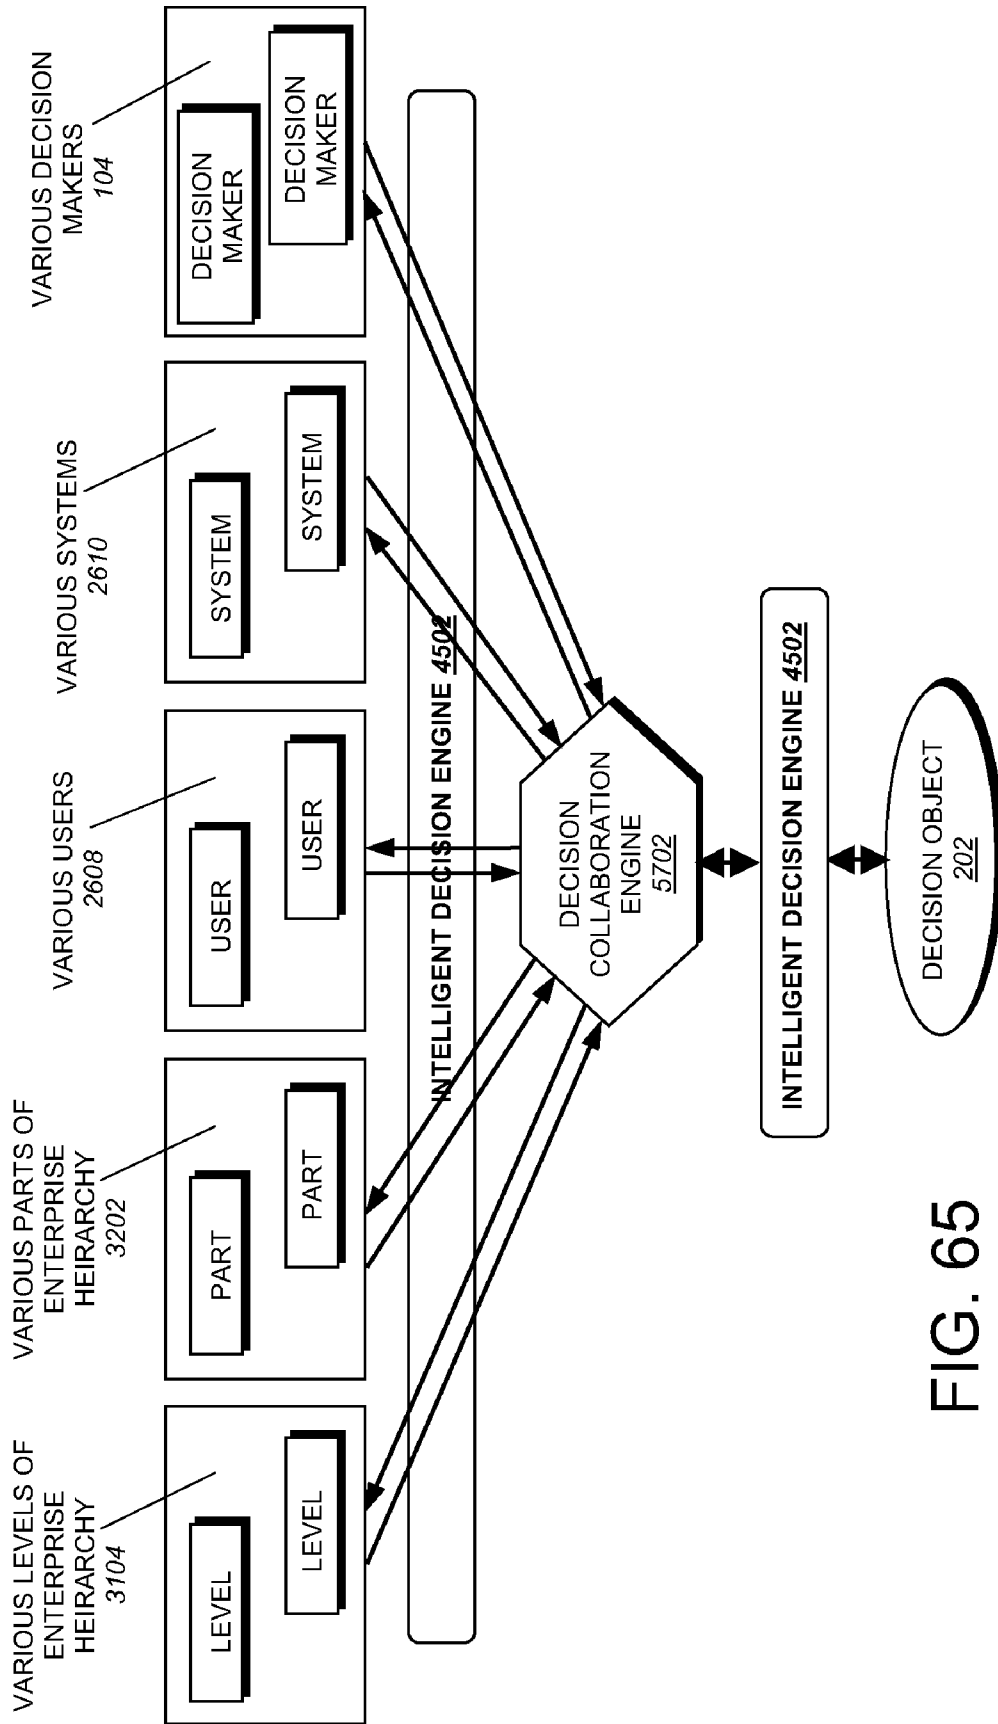 VARIOUS LEVELS OF
ENTERPRISE
HEIRARCHY
3104
VARIOUS PARTS OF
ENTERPRISE
HEIRARCHY
3202
VARIOUS USERS
2608
VARIOUS SYSTEMS
2610
VARIOUS DECISION
MAKERS
104
LEVEL
LEVEL
PART
PART
USER
USER
SYSTEM
SYSTEM
DECISION
MAKER
DECISION
MAKER
INTELLIGENT DECISION ENGINE 4502
DECISION
COLLABORATION
ENGINE
5702
INTELLIGENT DECISION ENGINE 4502
DECISION OBJECT
202
FIG. 65